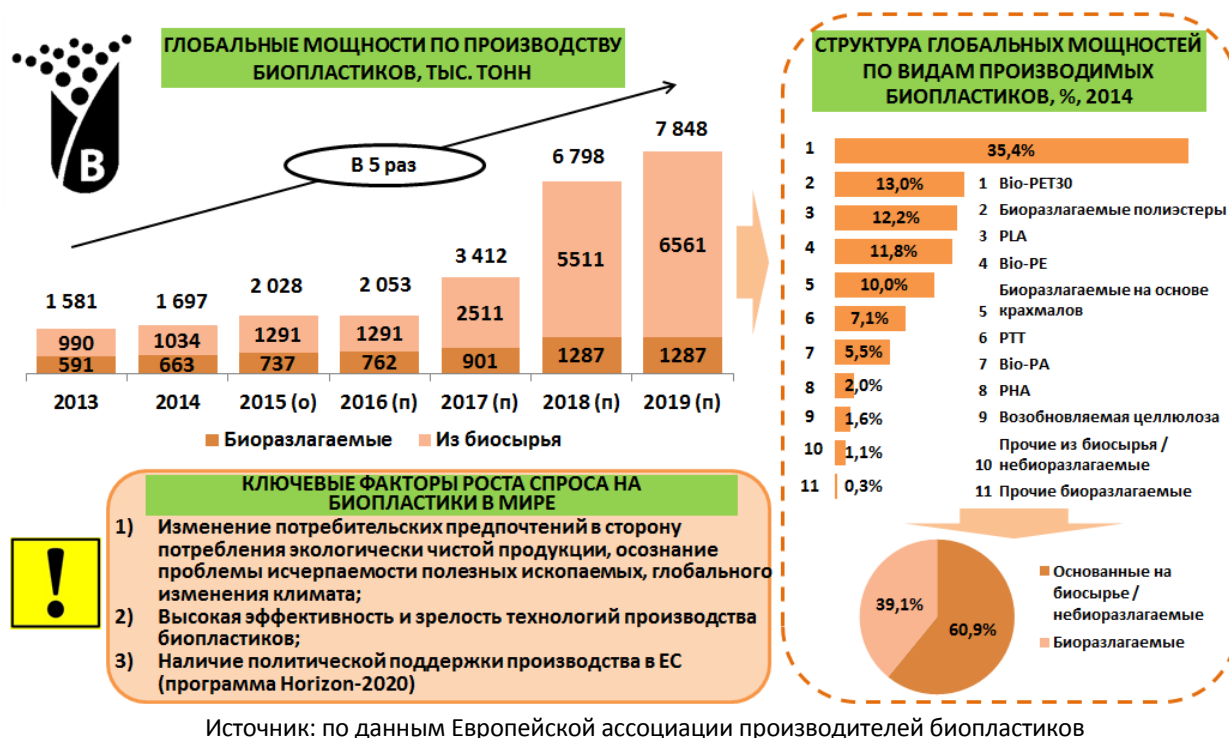 ГЛОБАЛЬНЫЕ МОЩНОСТИ ПО ПРОИЗВОДСТВУ
БИОПЛАСТИКОВ, ТЫС. ТОНН
B
В 5 раз
1 581
1 697
2 028
2 053
3 412
6 798
7 848
990
1034
1291
1291
2511
5511
6561
591
663
737
762
901
1287
1287
2013
2014
2015 (о)
2016 (п)
2017 (п)
2018 (п)
2019 (п)
Биоразлагаемые
Из биосырья
КЛЮЧЕВЫЕ ФАКТОРЫ РОСТА СПРОСА НА
БИОПЛАСТИКИ В МИРЕ
!
1) Изменение потребительских предпочтений в сторону
потребления экологически чистой продукции, осознание
проблемы исчерпаемости полезных ископаемых, глобального
изменения климата;
2) Высокая эффективность и зрелость технологий производства
биопластиков;
3) Наличие политической поддержки производства в ЕС
(программа Horizon-2020)
СТРУКТУРА ГЛОБАЛЬНЫХ МОЩНОСТЕЙ
ПО ВИДАМ ПРОИЗВОДИМЫХ
БИОПЛАСТИКОВ, %, 2014
1 35,4%
2 13,0%
3 12,2%
4 11,8%
5 10,0%
6 7,1%
7 5,5%
8 2,0%
9 1,6%
10 1,1%
11 0,3%
1 Bio-PET30
2 Биоразлагаемые полиэстеры
3 PLA
4 Bio-PE
Биоразлагаемые на основе
5 крахмалов
6 PTT
7 Bio-PA
8 PHA
9 Возобновляемая целлюлоза
Прочие из биосырья /
10 небиоразлагаемые
11 Прочие биоразлагаемые
39,1%
60,9%
Основанные на
биосырье /
небиоразлагаемые
Биоразлагаемые
Источник: по данным Европейской ассоциации производителей биопластиков